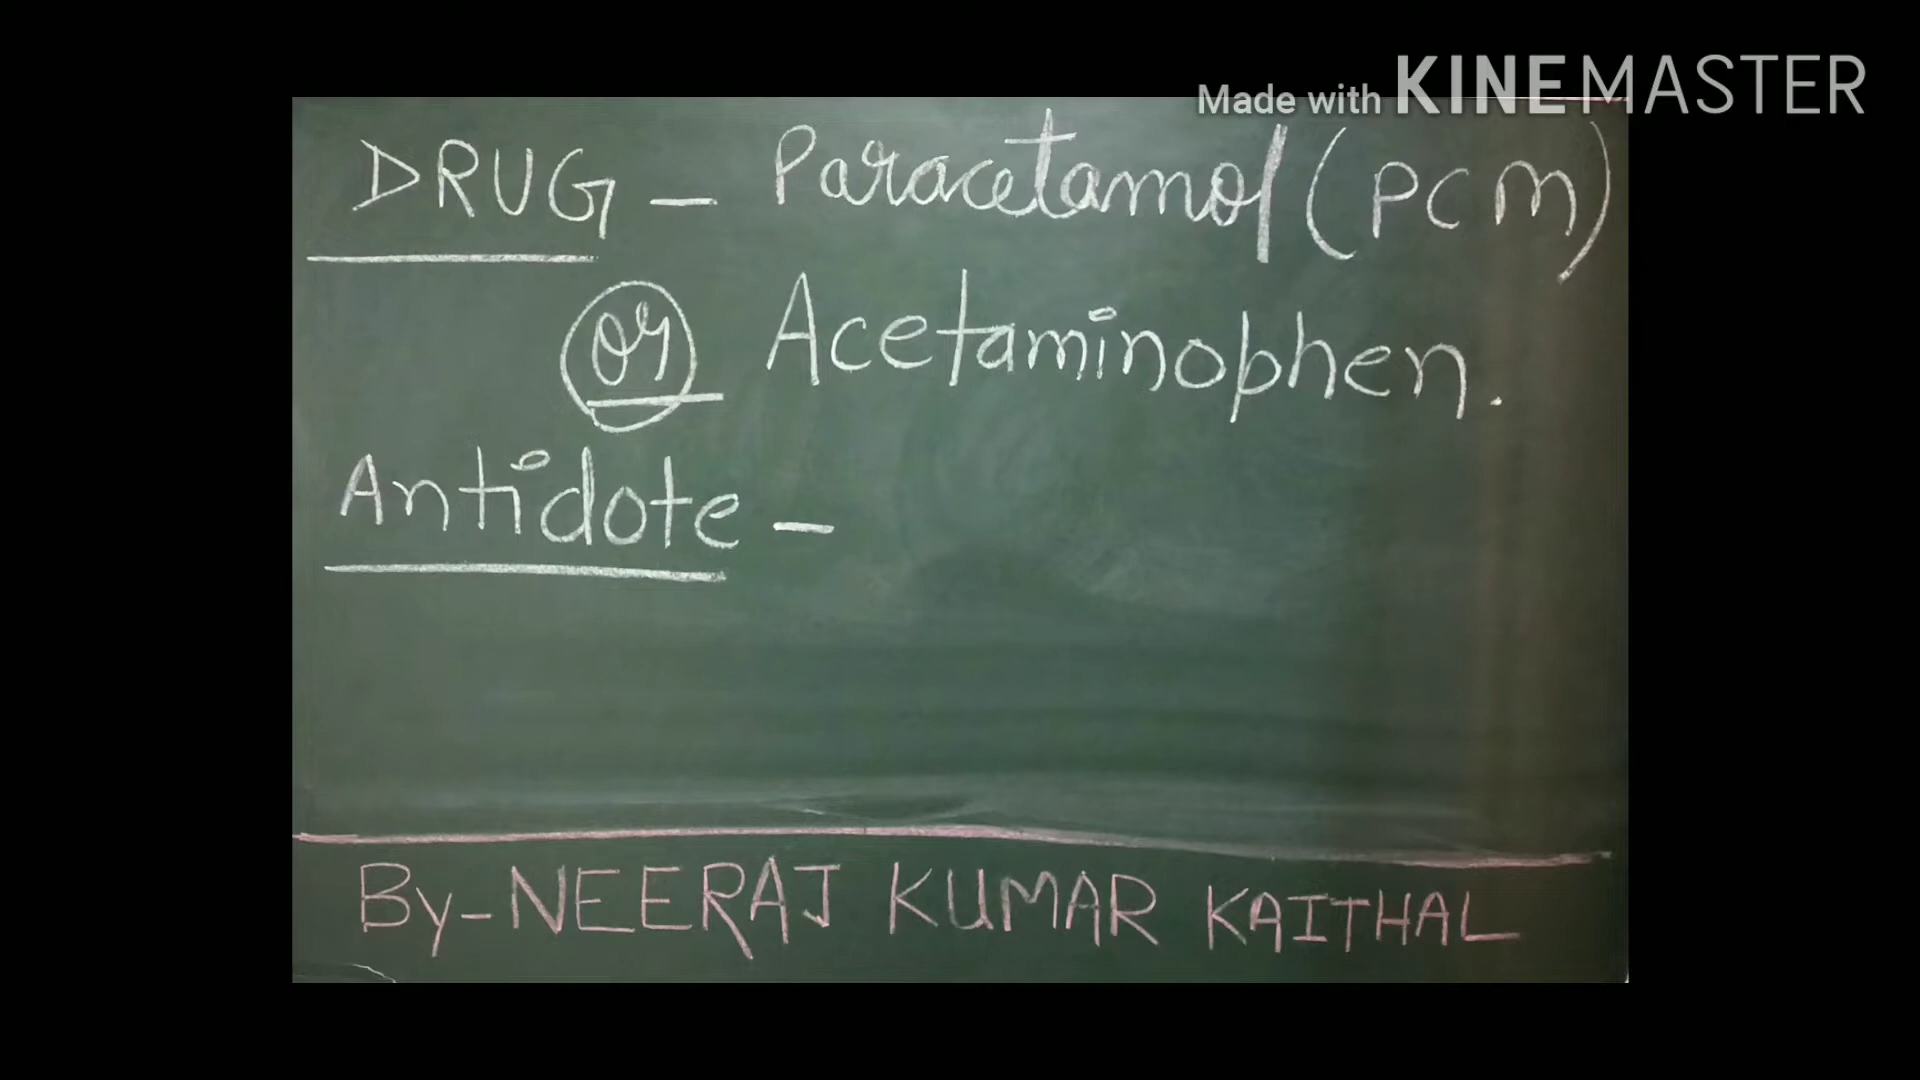 Made with KINEMASTER
DRUG - Paracetamol (PCM)
or Acetaminophen.
Antidote -
By-NEERAJ KUMAR KAITHAL